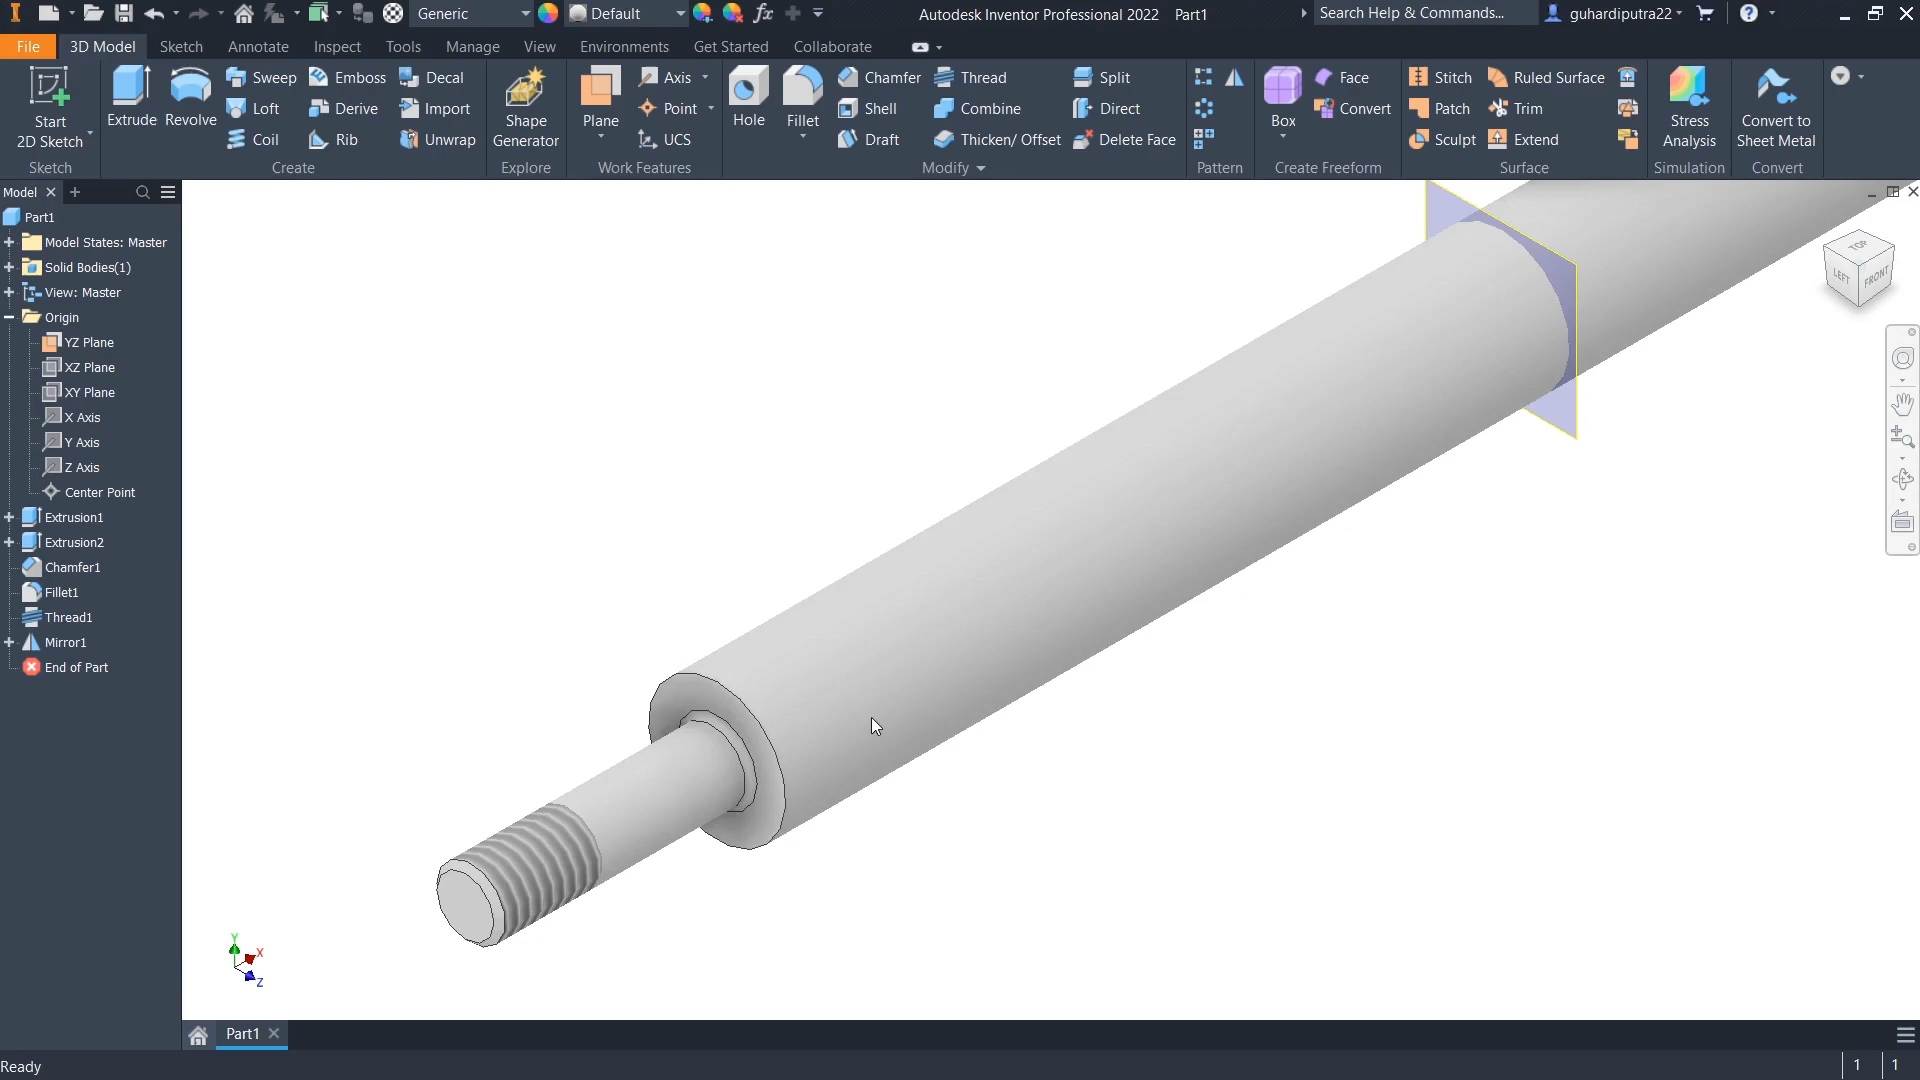 Generic
Default
fx
Autodesk Inventor Professional 2022 Part1
Search Help & Commands...
guhardiputra22
File
3D Model
Sketch
Annotate
Inspect
Tools
Manage
View
Environments
Get Started
Collaborate
Start
2D Sketch
Extrude
Revolve
Sweep
Loft
Coil
Emboss
Derive
Rib
Decal
Import
Unwrap
Shape
Generator
Plane
Axis
Point
UCS
Hole
Fillet
Chamfer
Shell
Draft
Thread
Combine
Thicken/ Offset
Split
Direct
Delete Face
Box
Face
Convert
Stitch
Patch
Sculpt
Ruled Surface
Trim
Extend
Stress
Analysis
Convert to
Sheet Metal
Sketch
Create
Explore
Work Features
Modify
Pattern
Create Freeform
Surface
Simulation
Convert
Model
Part1
Model States: Master
Solid Bodies(1)
View: Master
Origin
YZ Plane
XZ Plane
XY Plane
X Axis
Y Axis
Z Axis
Center Point
Extrusion1
Extrusion2
Chamfer1
Fillet1
Thread1
Mirror1
End of Part
TOP
LEFT
FRONT
Y
X
Z
Part1
Ready
1
1